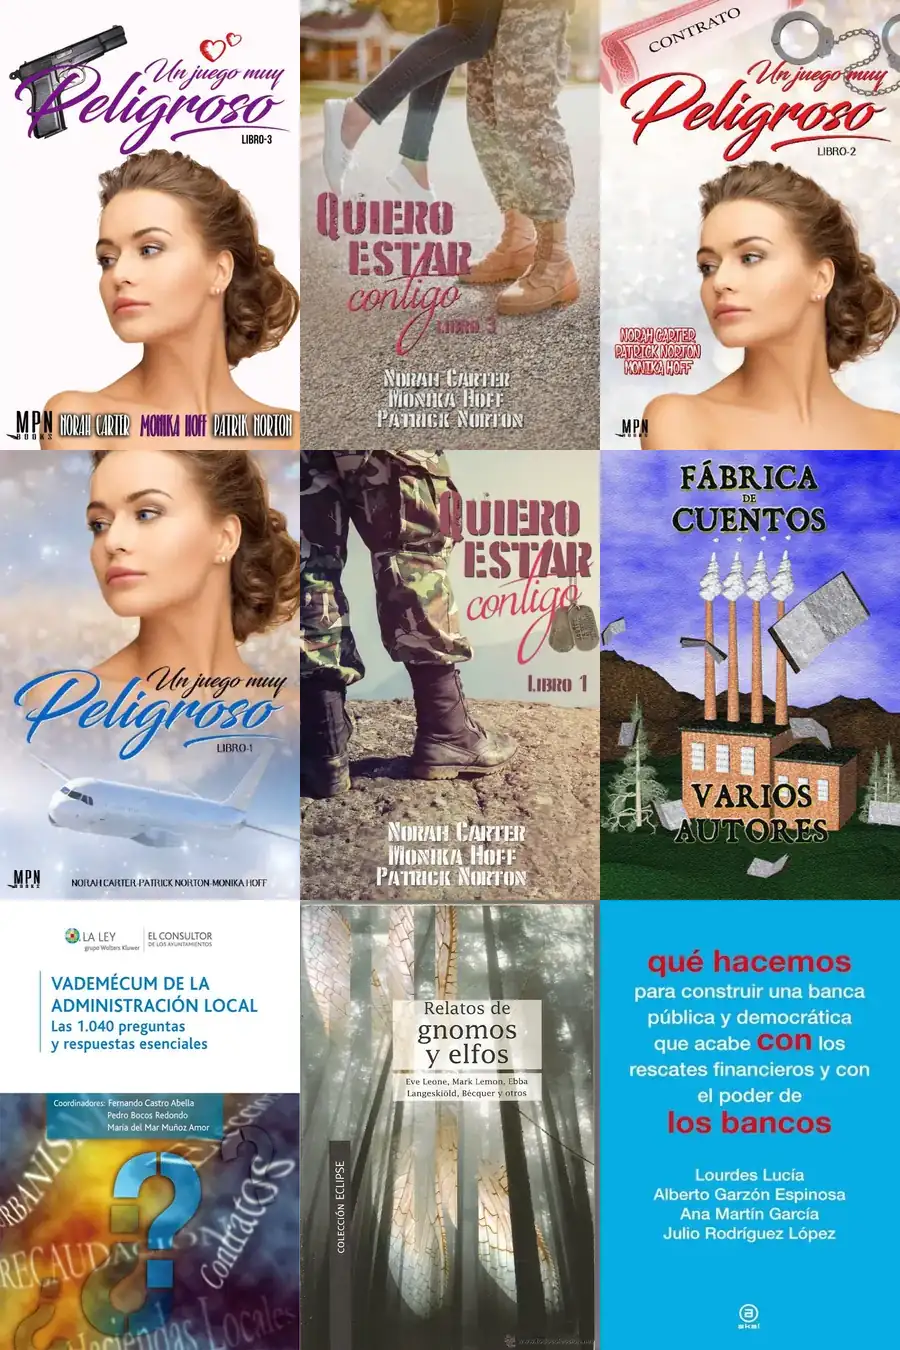 Un juego muy
Peligroso
LIBRO-3
MPN
BOOKS
NORAH CARTER MONIKA HOFF PATRIK NORTON
QUIERO
ESTAR
contigo
LIBRO 3
NORAH CARTER
MONIKA HOFF
PATRICK NORTON
CONTRATO
Un juego muy
Peligroso
LIBRO-2
NORAH CARTER
PATRICK NORTON
MONIKA HOFF
MPN
BOOKS
Un juego muy
Peligroso
LIBRO-1
MPN
BOOKS
NORAH CARTER-PATRICK NORTON-MONIKA HOFF
QUIERO
ESTAR
contigo
LIBRO 1
NORAH CARTER
MONIKA HOFF
PATRICK NORTON
FÁBRICA
DE
CUENTOS
VARIOS
AUTORES
LA LEY
grupo Wolters Kluwer
EL CONSULTOR
DE LOS AYUNTAMIENTOS
VADEMÉCUM DE LA
ADMINISTRACIÓN LOCAL
Las 1.040 preguntas
y respuestas esenciales
Coordinadores: Fernando Castro Abella
Pedro Bocos Redondo
María del Mar Muñoz Amor
RECAUDACIÓN
contratos
Haciendas Locales
Relatos de
gnomos
y elfos
Eve Leone, Mark Lemon, Ebba
Langeskiöld, Bécquer y otros
COLECCIÓN ECLIPSE
qué hacemos
para construir una banca
pública y democrática
que acabe con los
rescates financieros y con
el poder de
los bancos
Lourdes Lucía
Alberto Garzón Espinosa
Ana Martín García
Julio Rodríguez López
akal